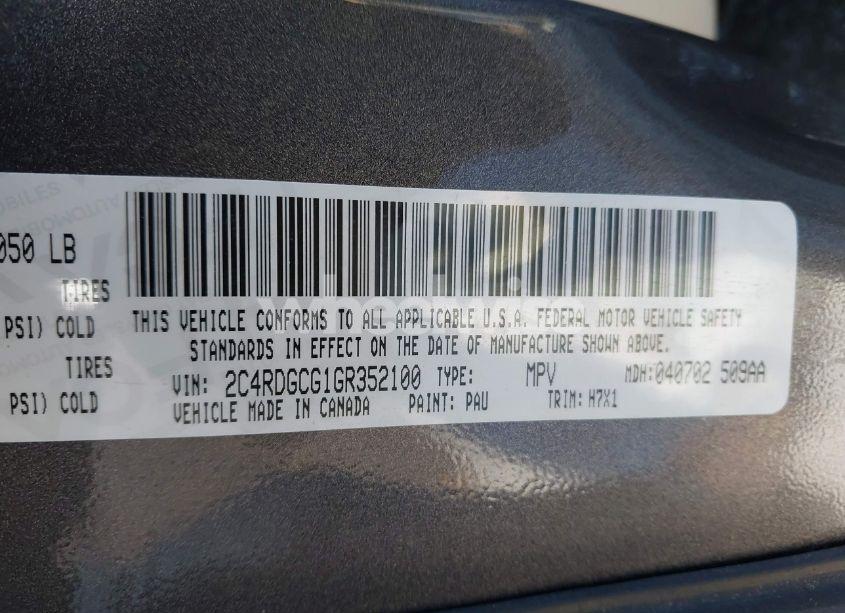 050 LB
TIRES
PSI) COLD
TIRES
PSI) COLD
THIS VEHICLE CONFORMS TO ALL APPLICABLE U.S.A. FEDERAL MOTOR VEHICLE SAFETY
STANDARDS IN EFFECT ON THE DATE OF MANUFACTURE SHOWN ABOVE.
VIN: 2C4RDGCG1GR352100 TYPE: MPV MDH: 040702 509AA
VEHICLE MADE IN CANADA PAINT: PAU TRIM: H7X1